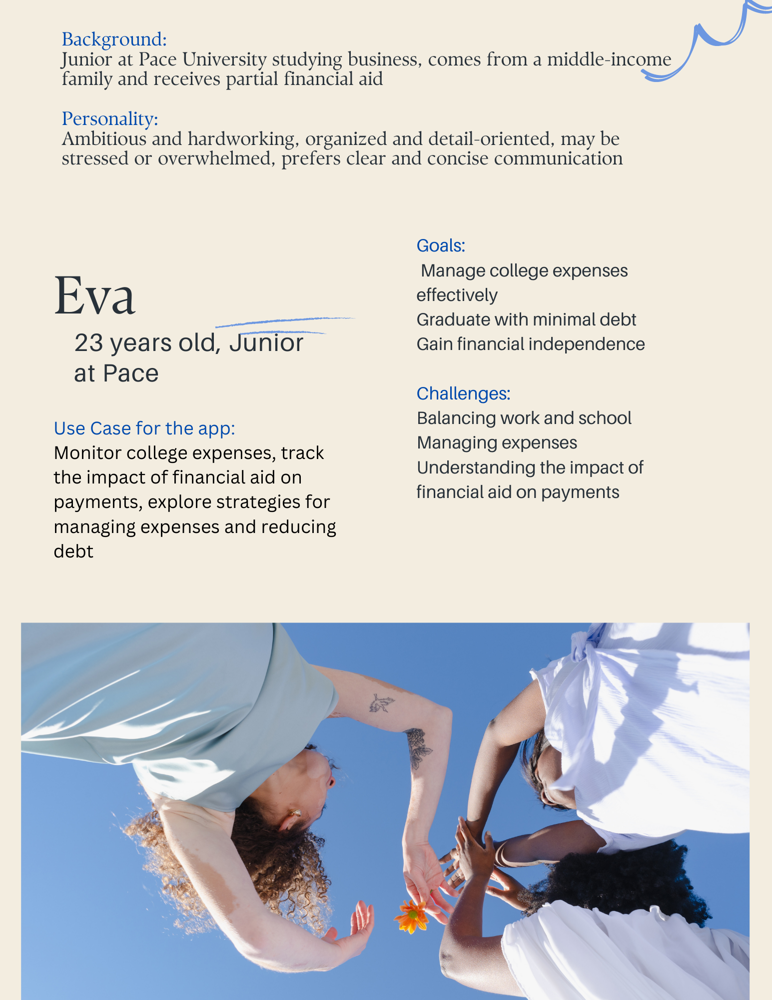 Background:
Junior at Pace University studying business, comes from a middle-income
family and receives partial financial aid
Personality:
Ambitious and hardworking, organized and detail-oriented, may be
stressed or overwhelmed, prefers clear and concise communication
Eva
23 years old, Junior
at Pace
Use Case for the app:
Monitor college expenses, track
the impact of financial aid on
payments, explore strategies for
managing expenses and reducing
debt
Goals:
Manage college expenses
effectively
Graduate with minimal debt
Gain financial independence
Challenges:
Balancing work and school
Managing expenses
Understanding the impact of
financial aid on payments